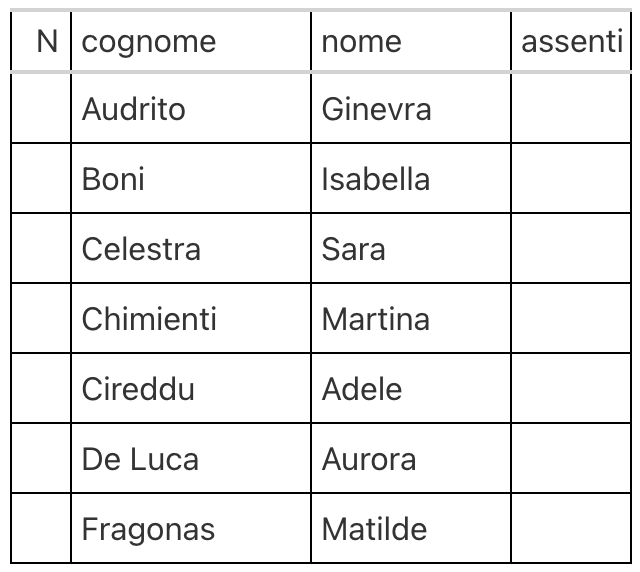 N cognome nome assenti
Audrito Ginevra
Boni Isabella
Celestra Sara
Chimienti Martina
Cireddu Adele
De Luca Aurora
Fragonas Matilde